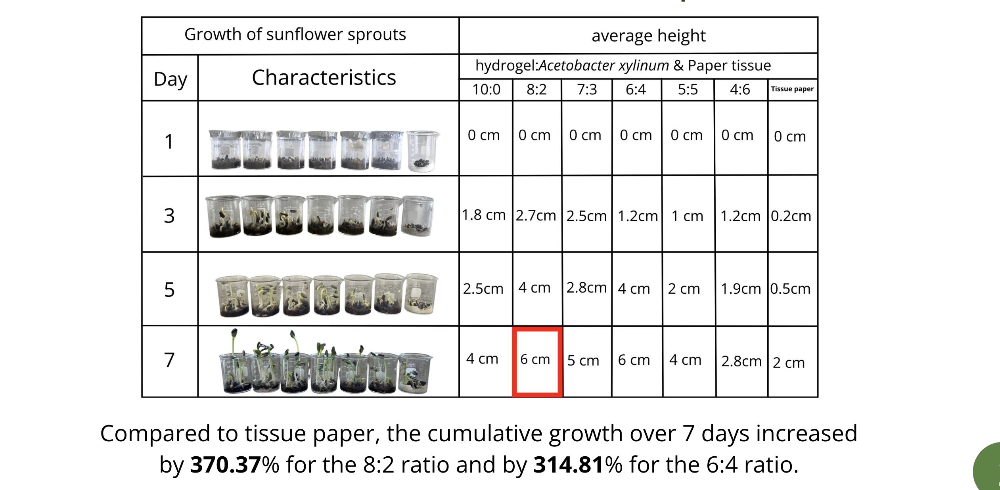 Growth of sunflower sprouts
average height
Day
Characteristics
hydrogel:Acetobacter xylinum & Paper tissue
10:0 8:2 7:3 6:4 5:5 4:6 Tissue paper
1 0 cm 0 cm 0 cm 0 cm 0 cm 0 cm 0 cm
3 1.8 cm 2.7cm 2.5cm 1.2cm 1 cm 1.2cm 0.2cm
5 2.5cm 4 cm 2.8cm 4 cm 2 cm 1.9cm 0.5cm
7 4 cm 6 cm 5 cm 6 cm 4 cm 2.8cm 2 cm
Compared to tissue paper, the cumulative growth over 7 days increased
by 370.37% for the 8:2 ratio and by 314.81% for the 6:4 ratio.